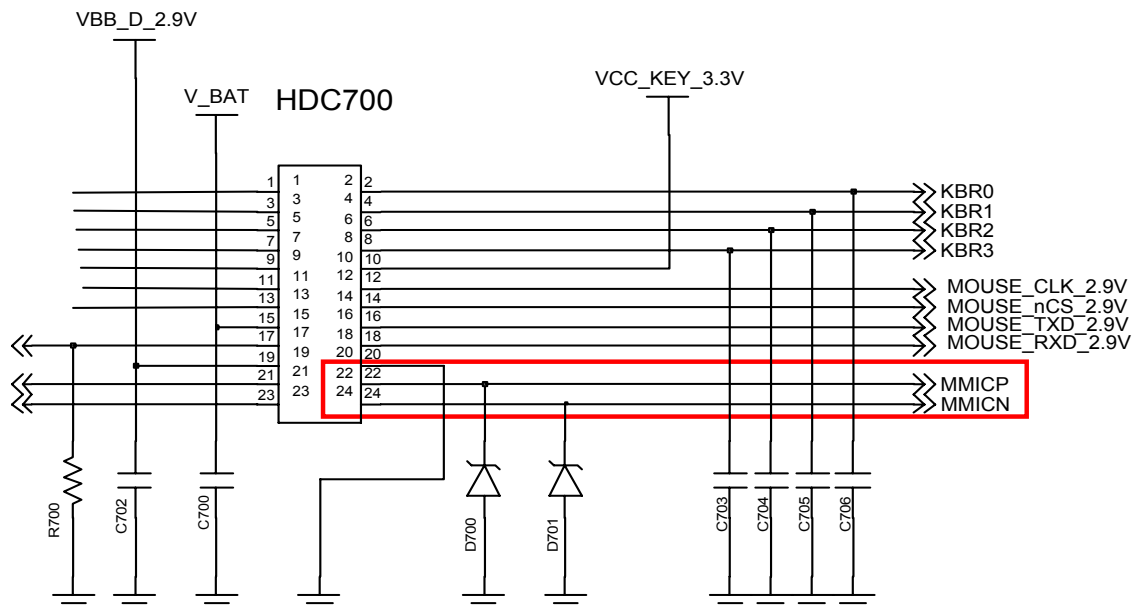 VBB_D_2.9V
V_BAT HDC700
VCC_KEY_3.3V
1 1 2 2 KBR0
3 3 4 4 KBR1
5 5 6 6 KBR2
7 7 8 8 KBR3
9 9 10 10
11 11 12 12 MOUSE_CLK_2.9V
13 13 14 14 MOUSE_nCS_2.9V
15 15 16 16 MOUSE_TXD_2.9V
17 17 18 18 MOUSE_RXD_2.9V
19 19 20 20
21 21 22 22 MMICP
23 23 24 24 MMICN
R700
C702
C700
D700
D701
C703
C704
C705
C706